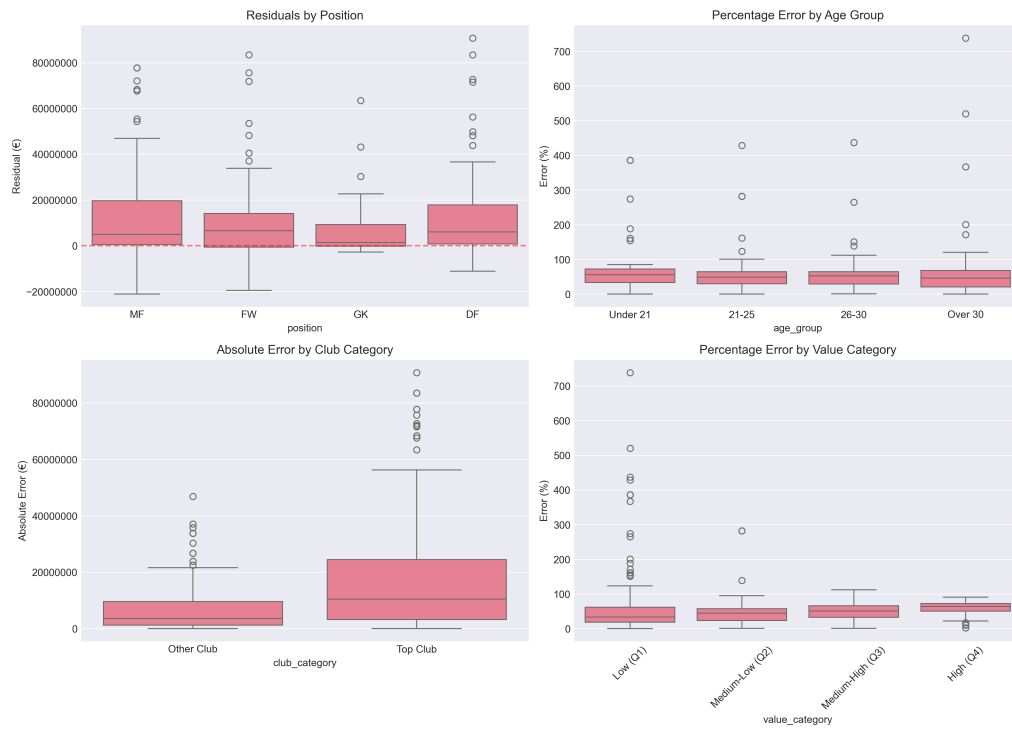 Residuals by Position
80000000
60000000
40000000
20000000
0
−20000000
Residual (€)
MF FW GK DF
position
Percentage Error by Age Group
700
600
500
400
300
200
100
0
Error (%)
Under 21 21-25 26-30 Over 30
age_group
Absolute Error by Club Category
80000000
60000000
40000000
20000000
0
Absolute Error (€)
Other Club Top Club
club_category
Percentage Error by Value Category
700
600
500
400
300
200
100
0
Error (%)
Low (Q1)
Medium-Low (Q2)
Medium-High (Q3)
High (Q4)
value_category